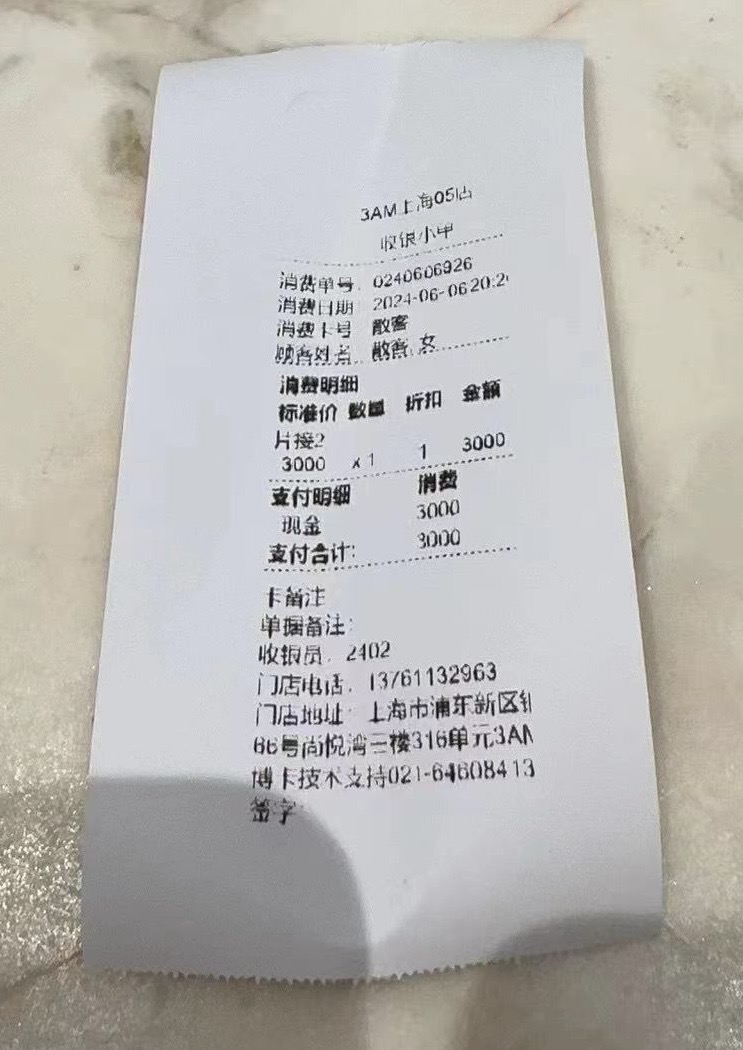 3AM上海05店
收银小甲
消费单号：0240606926
消费日期 2024-06-06 20:2
消费卡号 散客
顾客姓名 散客,女
消费明细
标准价 数量 折扣 金额
片接2
3000 x1 1 3000
支付明细 消费
现金 3000
支付合计: 3000
卡备注
单据备注:
收银员：2402
门店电话：13761132963
门店地址：上海市浦东新区
66号尚悦湾三楼316单元3AM
博卡技术支持021-64608413
签字